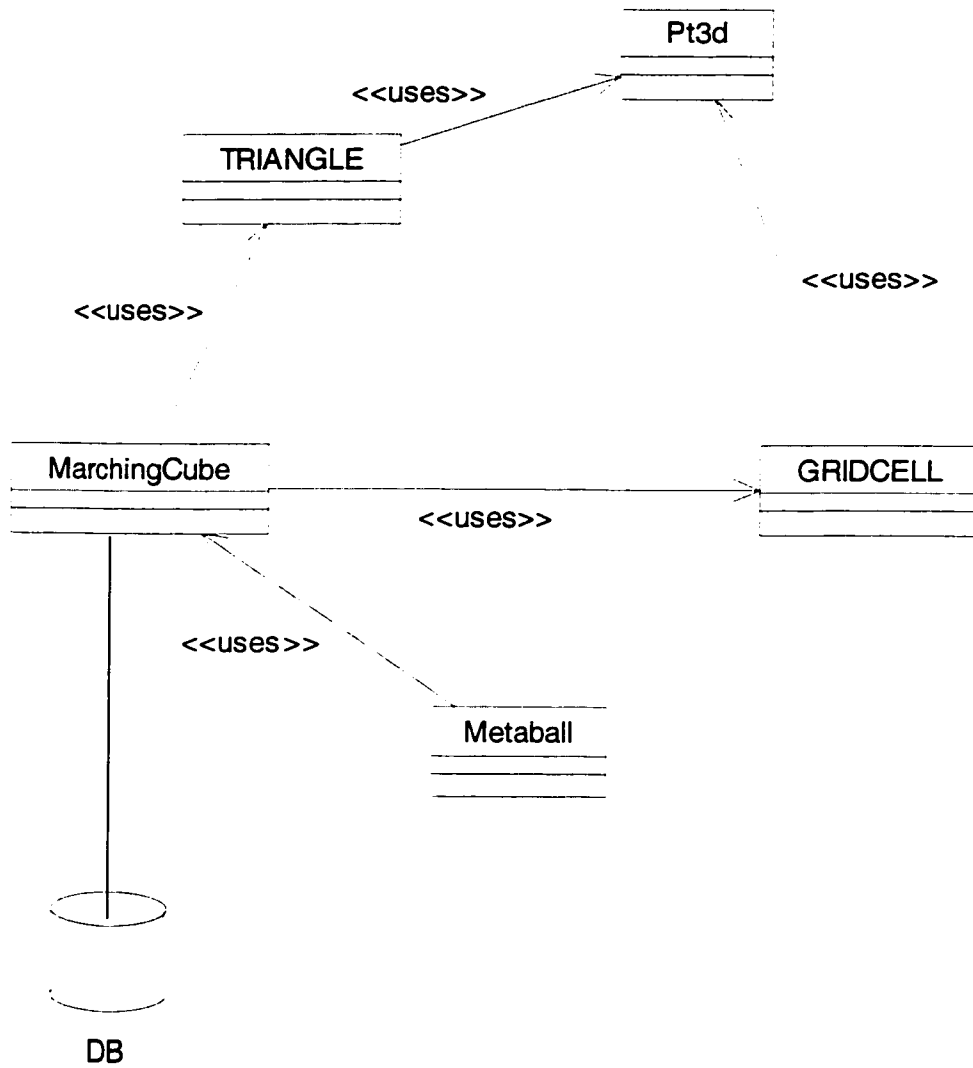 Pt3d
<<uses>>
TRIANGLE
<<uses>>
<<uses>>
MarchingCube
GRIDCELL
<<uses>>
<<uses>>
Metaball
DB